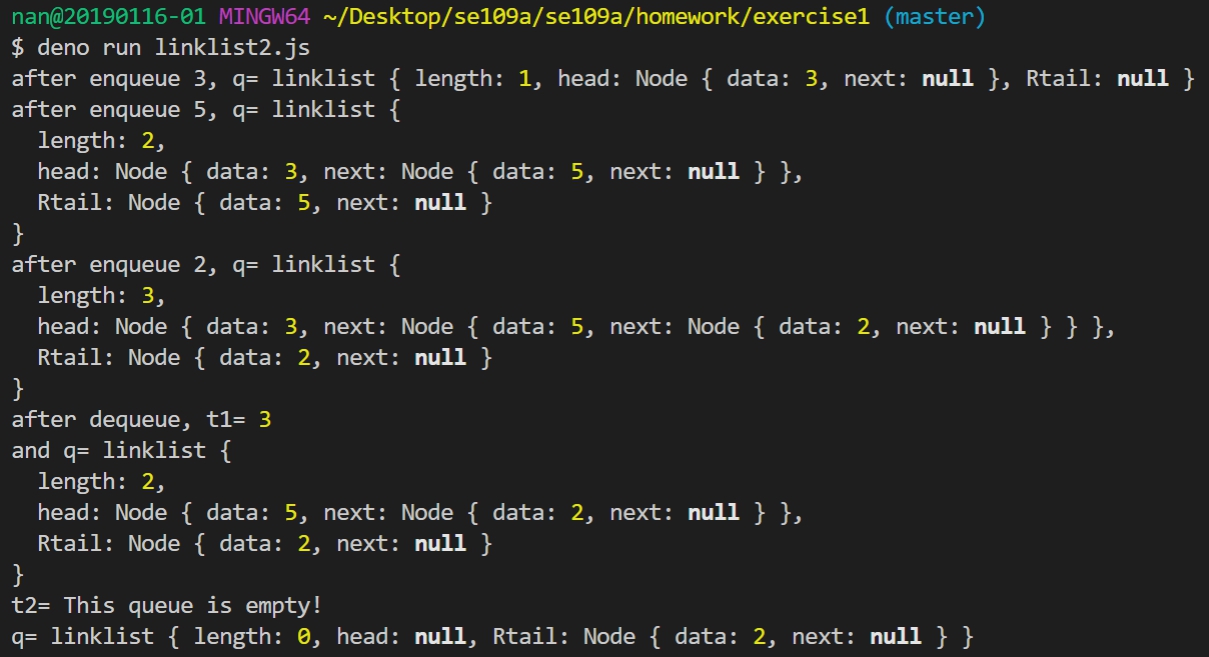 nan@20190116-01 MINGW64 ~/Desktop/se109a/se109a/homework/exercise1 (master)
$ deno run linklist2.js
after enqueue 3, q= linklist { length: 1, head: Node { data: 3, next: null }, Rtail: null }
after enqueue 5, q= linklist {
  length: 2,
  head: Node { data: 3, next: Node { data: 5, next: null } },
  Rtail: Node { data: 5, next: null }
}
after enqueue 2, q= linklist {
  length: 3,
  head: Node { data: 3, next: Node { data: 5, next: Node { data: 2, next: null } } },
  Rtail: Node { data: 2, next: null }
}
after dequeue, t1= 3
and q= linklist {
  length: 2,
  head: Node { data: 5, next: Node { data: 2, next: null } },
  Rtail: Node { data: 2, next: null }
}
t2= This queue is empty!
q= linklist { length: 0, head: null, Rtail: Node { data: 2, next: null } }